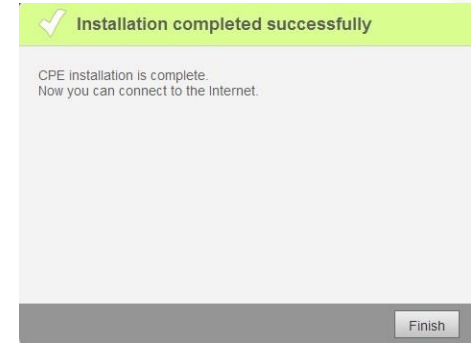 Installation completed successfully
CPE installation is complete.
Now you can connect to the Internet.
Finish